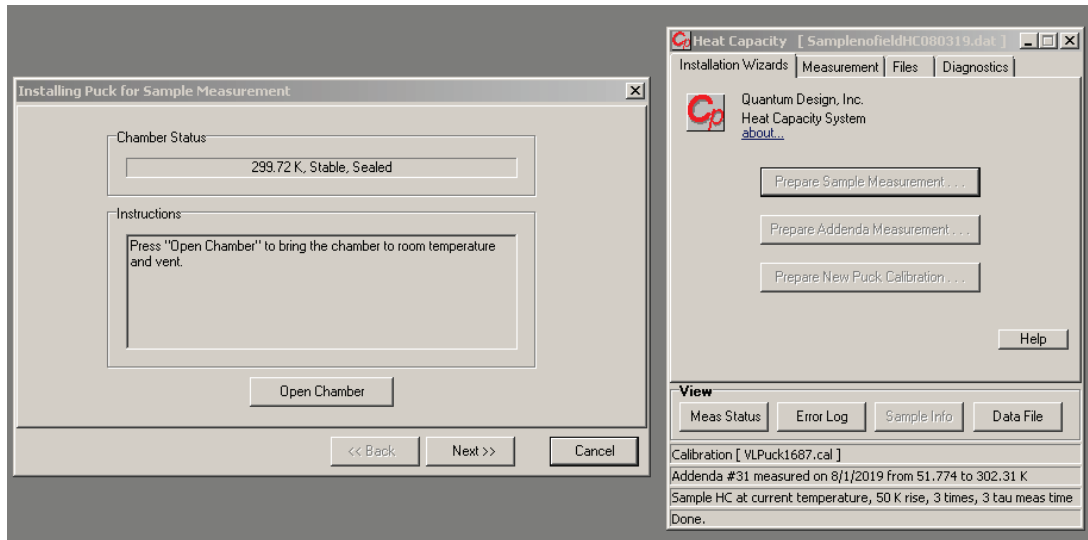 Installing Puck for Sample Measurement
Chamber Status
299.72 K, Stable, Sealed
Instructions
Press "Open Chamber" to bring the chamber to room temperature
and vent.
Open Chamber
<< Back
Next >>
Cancel
Cp Heat Capacity [ SamplenofieldHC080319.dat ]
Installation Wizards
Measurement
Files
Diagnostics
Cp
Quantum Design, Inc.
Heat Capacity System
about...
Prepare Sample Measurement . . .
Prepare Addenda Measurement . . .
Prepare New Puck Calibration . . .
Help
View
Meas Status
Error Log
Sample Info
Data File
Calibration [ VLPuck1687.cal ]
Addenda #31 measured on 8/1/2019 from 51.774 to 302.31 K
Sample HC at current temperature, 50 K rise, 3 times, 3 tau meas time
Done.